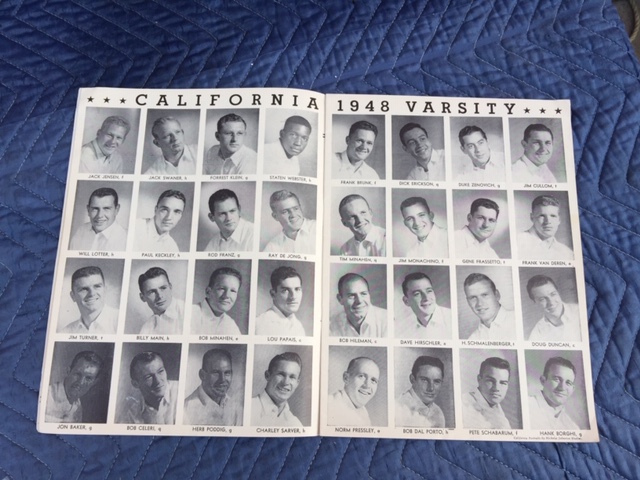 ★ ★ ★ CALIFORNIA 1948 VARSITY ★ ★ ★
JACK JENSEN, f JACK SWANER, h FORREST KLEIN, g STATEN WEBSTER, FRANK BRUNK, f DICK ERICKSON, q DUKE ZENOVICH, g JIM CULLOM, f
WILL LOTTER, h PAUL KECKLEY, h ROD FRANZ, g RAY DE JONG, q TIM MINAHEN, q JIM MONACHINO, f GENE FRASSETTO, t FRANK VAN DEREN, e
JIM TURNER, t BILLY MAIN, h BOB MINAHEN, e LOU PAPAIS, c BOB HILEMAN, c DAVE HIRSCHLER, e H. SCHMALENBERGER, t DOUG DUNCAN, c
JON BAKER, g BOB CELERI, q HERB PODDIG, q CHARLEY SARVER, h NORM PRESSLEY, e BOB DAL PORTO, h PETE SCHABARUM, f HANK BORGHI, g